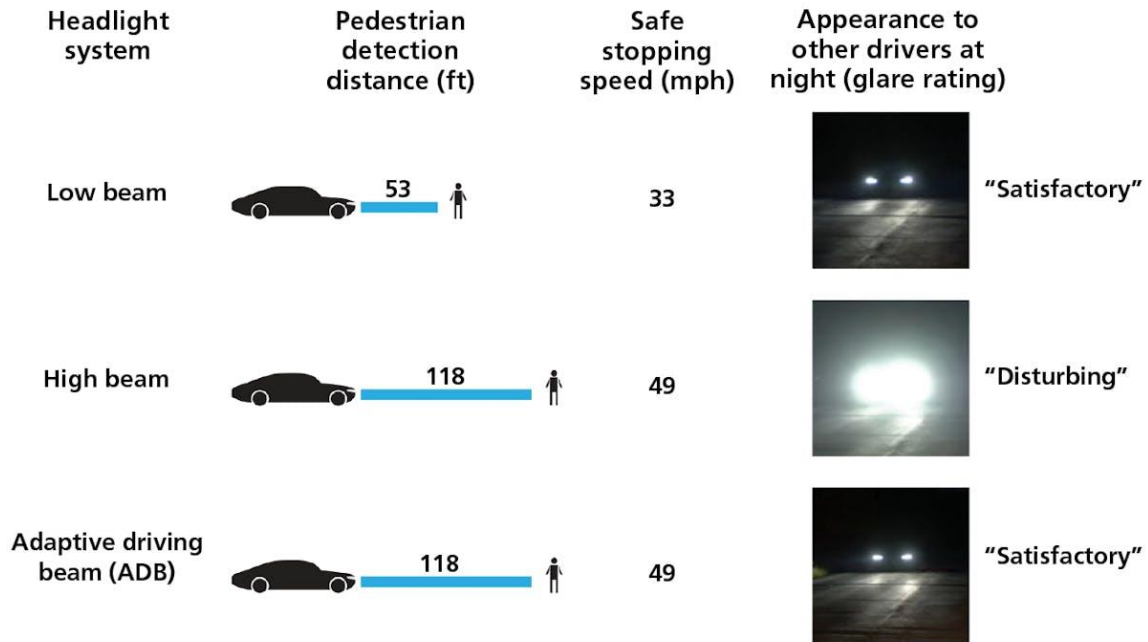 Headlight
system
Pedestrian
detection
distance (ft)
Safe
stopping
speed (mph)
Appearance to
other drivers at
night (glare rating)
Low beam
53
33
“Satisfactory”
High beam
118
49
“Disturbing”
Adaptive driving
beam (ADB)
118
49
“Satisfactory”